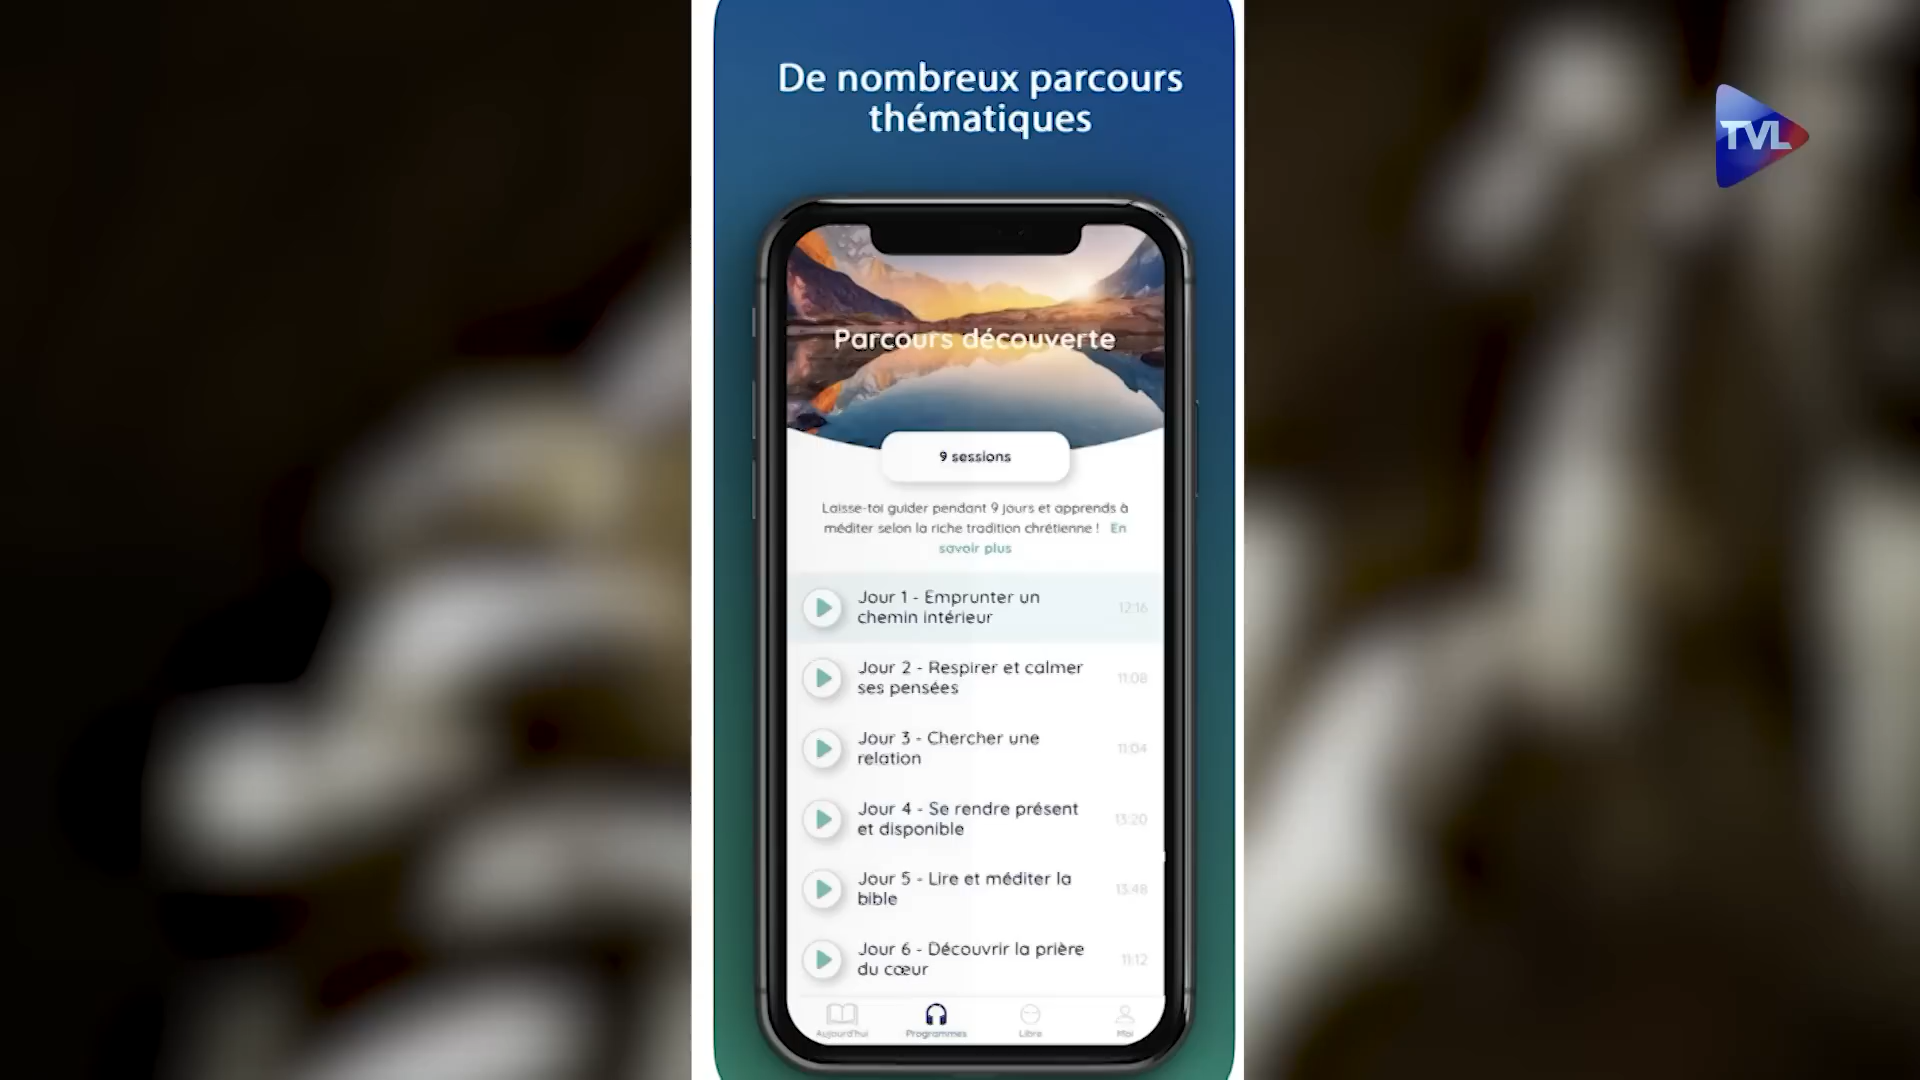 De nombreux parcours
thématiques
TVL
Parcours découverte
9 sessions
Laisse-toi guider pendant 9 jours et apprends à
méditer selon la riche tradition chrétienne ! En
savoir plus
Jour 1 - Emprunter un
chemin intérieur
12:16
Jour 2 - Respirer et calmer
ses pensées
11:08
Jour 3 - Chercher une
relation
11:04
Jour 4 - Se rendre présent
et disponible
13:20
Jour 5 - Lire et méditer la
bible
13:48
Jour 6 - Découvrir la prière
du cœur
11:12
Aujourd'hui
Programmes
Libre
Moi